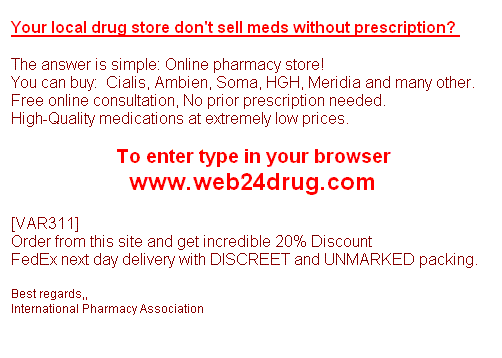 Your local drug store don't sell meds without prescription?
The answer is simple: Online pharmacy store!
You can buy:  Cialis, Ambien, Soma, HGH, Meridia and many other.
Free online consultation, No prior prescription needed.
High-Quality medications at extremely low prices.
To enter type in your browser
www.web24drug.com
[VAR311]
Order from this site and get incredible 20% Discount
FedEx next day delivery with DISCREET and UNMARKED packing.
Best regards,,
International Pharmacy Association